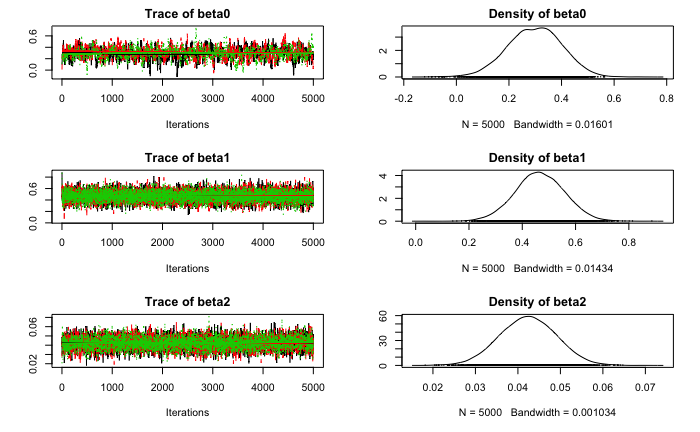 Trace of beta0
0.0 0.6
0 1000 2000 3000 4000 5000
Iterations
Density of beta0
0 2
-0.2 0.0 0.2 0.4 0.6 0.8
N = 5000 Bandwidth = 0.01601
Trace of beta1
0.0 0.6
0 1000 2000 3000 4000 5000
Iterations
Density of beta1
0 2 4
0.0 0.2 0.4 0.6 0.8
N = 5000 Bandwidth = 0.01434
Trace of beta2
0.02 0.06
0 1000 2000 3000 4000 5000
Iterations
Density of beta2
0 30 60
0.02 0.03 0.04 0.05 0.06 0.07
N = 5000 Bandwidth = 0.001034